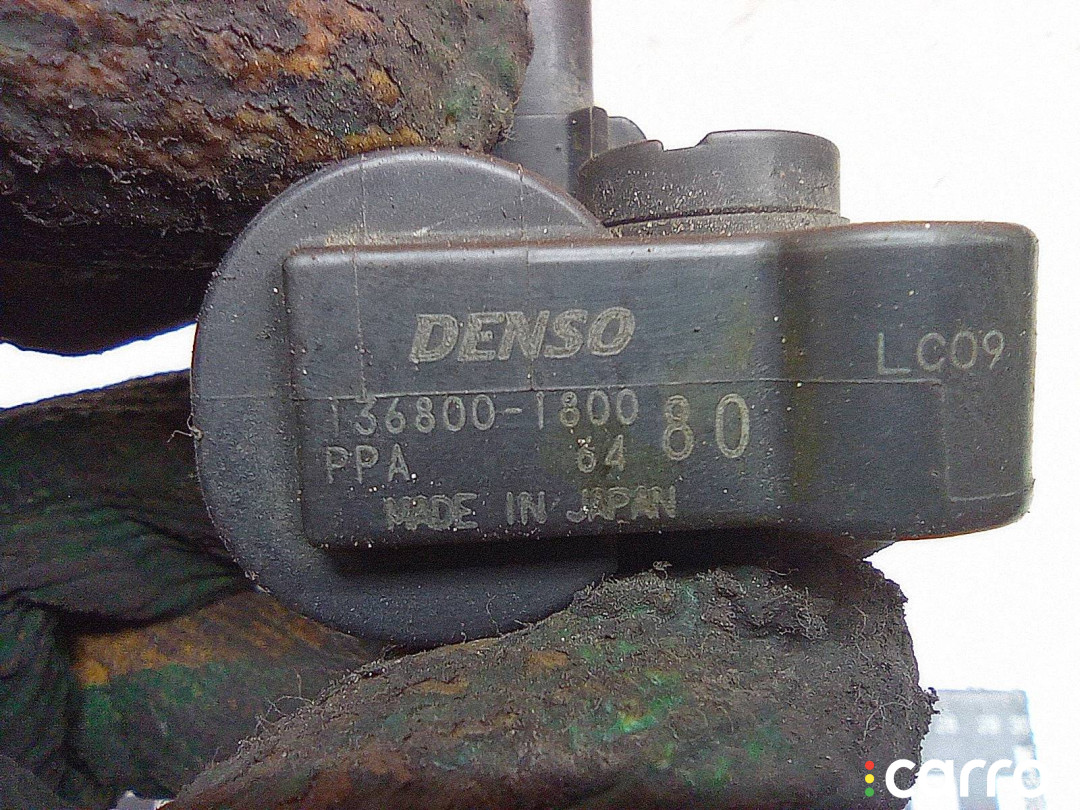 DENSO
LC09
136800-1800 80
PPA 64
MADE IN JAPAN
carro